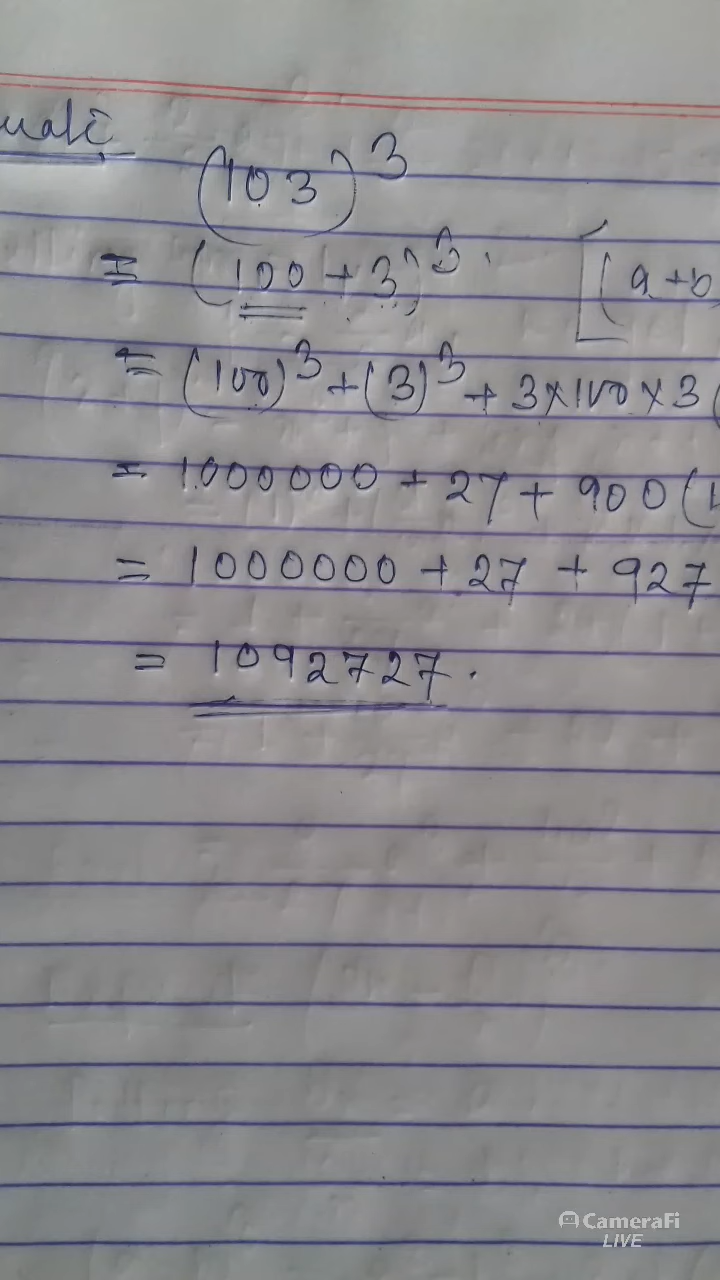 (103)³
= (100 + 3)³. [(a+b
= (100)³ + (3)³ + 3×100×3(
= 1000000 + 27 + 900(1
= 1000000 + 27 + 927
= 1092727.
CameraFi
LIVE